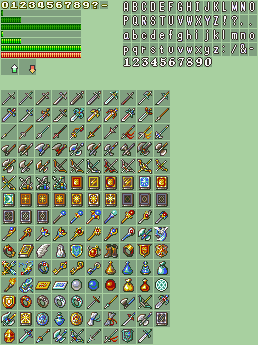 0123456789?-
ABCDEFGHIJKLMNO
PQRSTUVWXYZ!?..
abcdefghijklmno
pqrstuvwxyz:/&-
1234567890